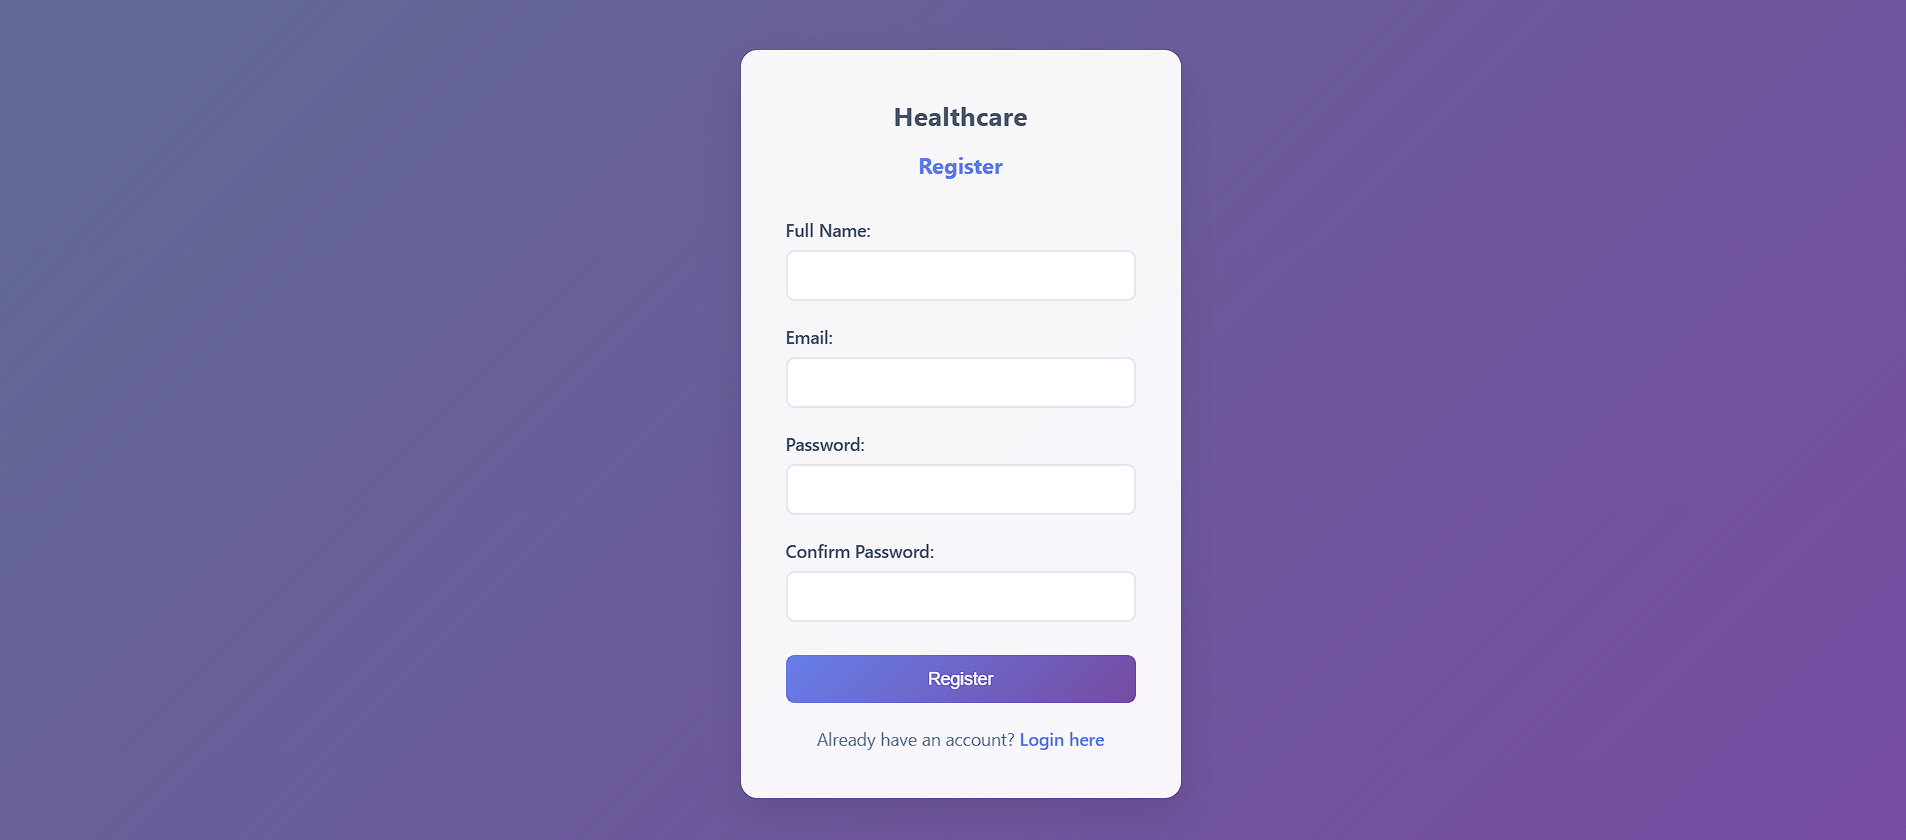 Healthcare
Register
Full Name:
Email:
Password:
Confirm Password:
Register
Already have an account? Login here